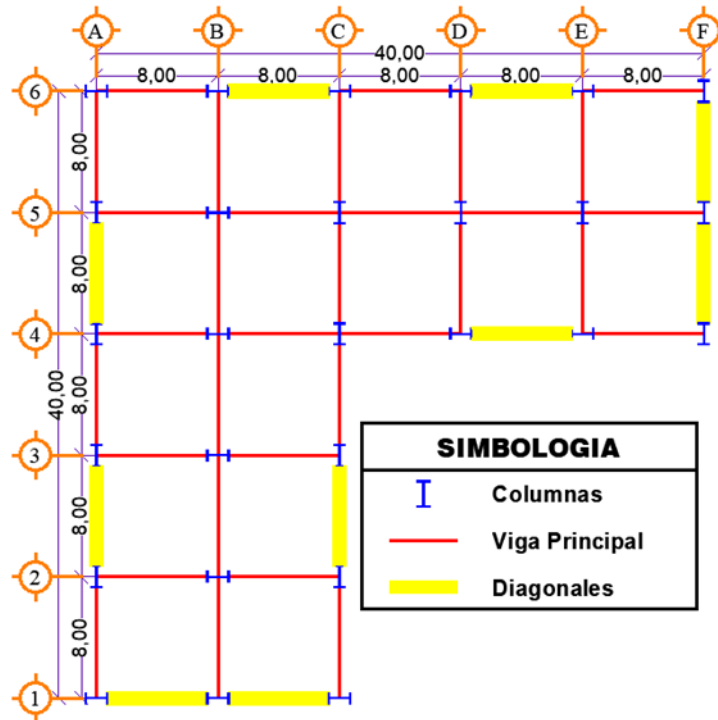 A B C D E F
40,00
8,00 8,00 8,00 8,00 8,00
6
8,00
5
8,00
4
40,00
8,00
3
8,00
2
8,00
1
SIMBOLOGIA
Columnas
Viga Principal
Diagonales